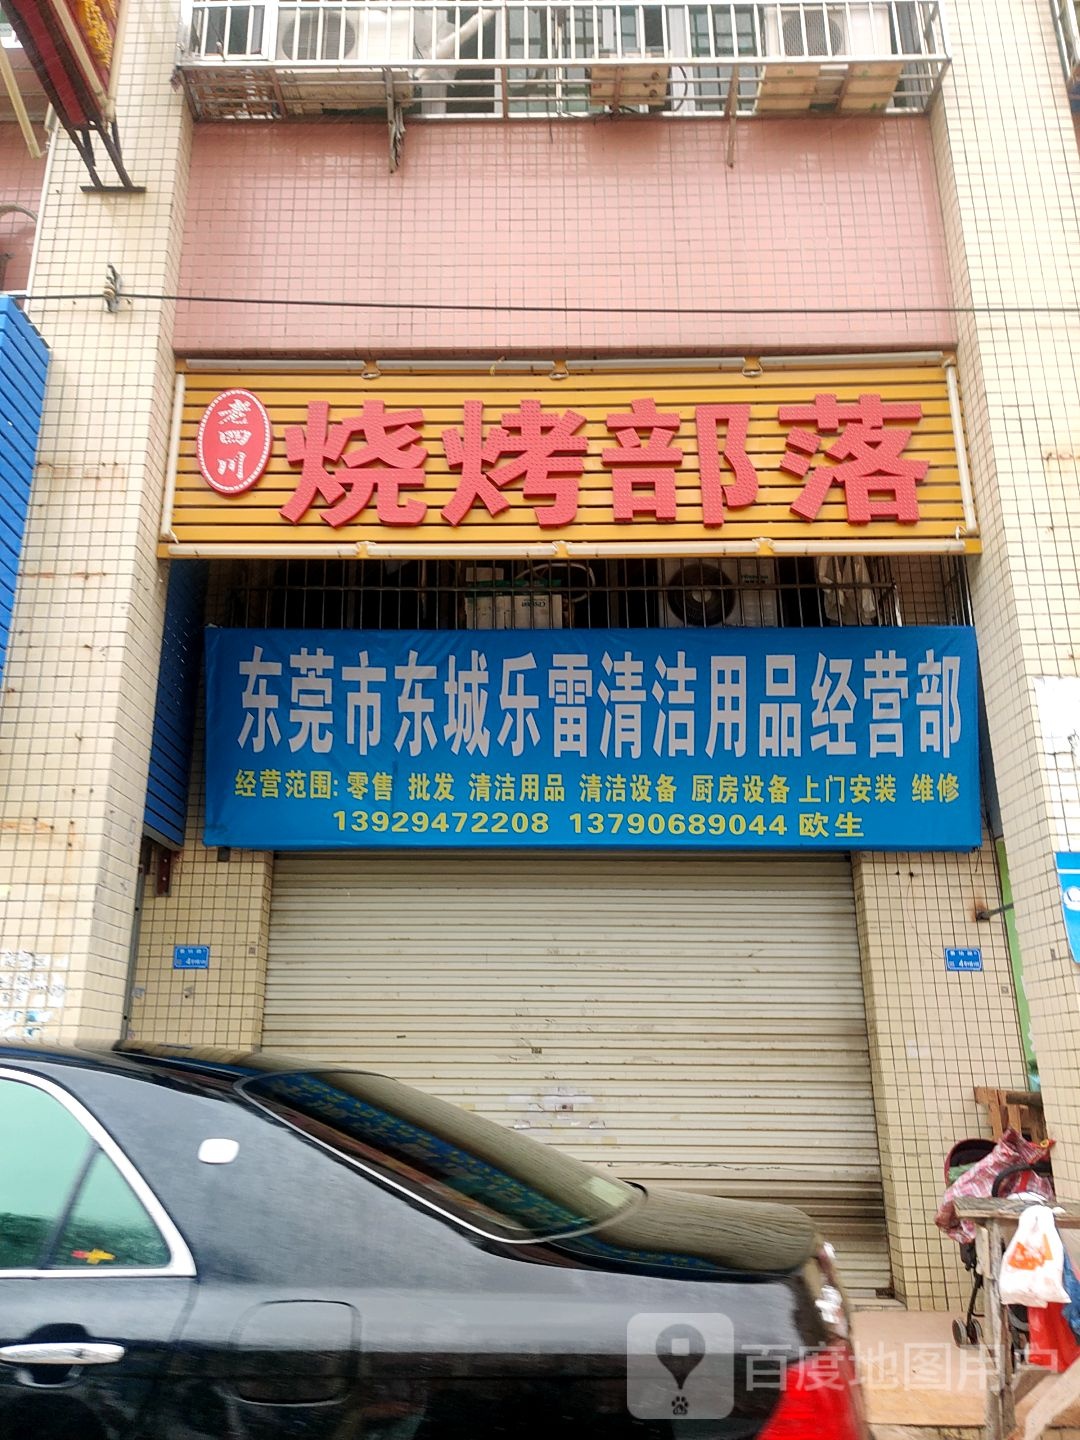 老四川
烧烤部落
东莞市东城乐雷清洁用品经营部
经营范围: 零售 批发 清洁用品 清洁设备 厨房设备 上门安装 维修
13929472208 13790689044 欧生
百度地图用户